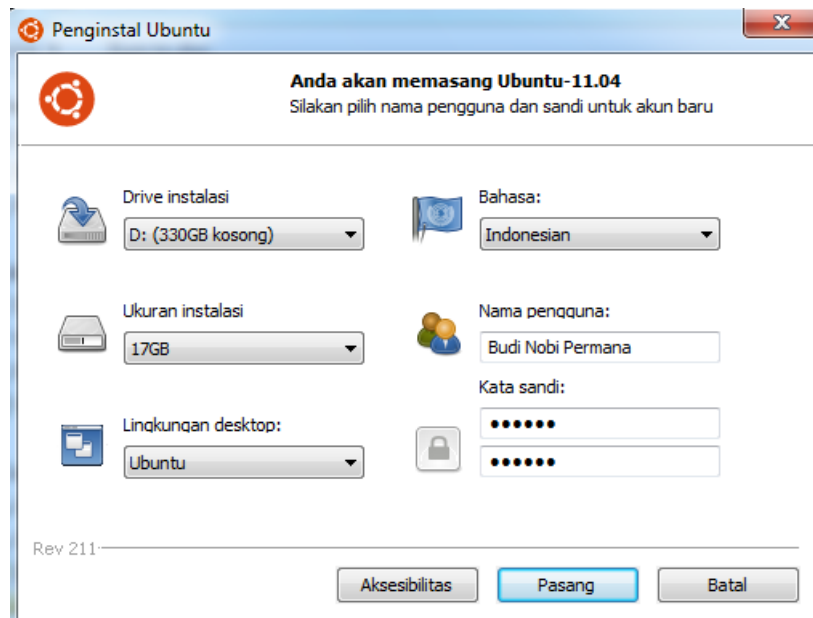 Penginstal Ubuntu
Anda akan memasang Ubuntu-11.04
Silakan pilih nama pengguna dan sandi untuk akun baru
Drive instalasi
D: (330GB kosong)
Bahasa:
Indonesian
Ukuran instalasi
17GB
Nama pengguna:
Budi Nobi Permana
Kata sandi:
●●●●●●
●●●●●●
Lingkungan desktop:
Ubuntu
Rev 211
Aksesibilitas
Pasang
Batal